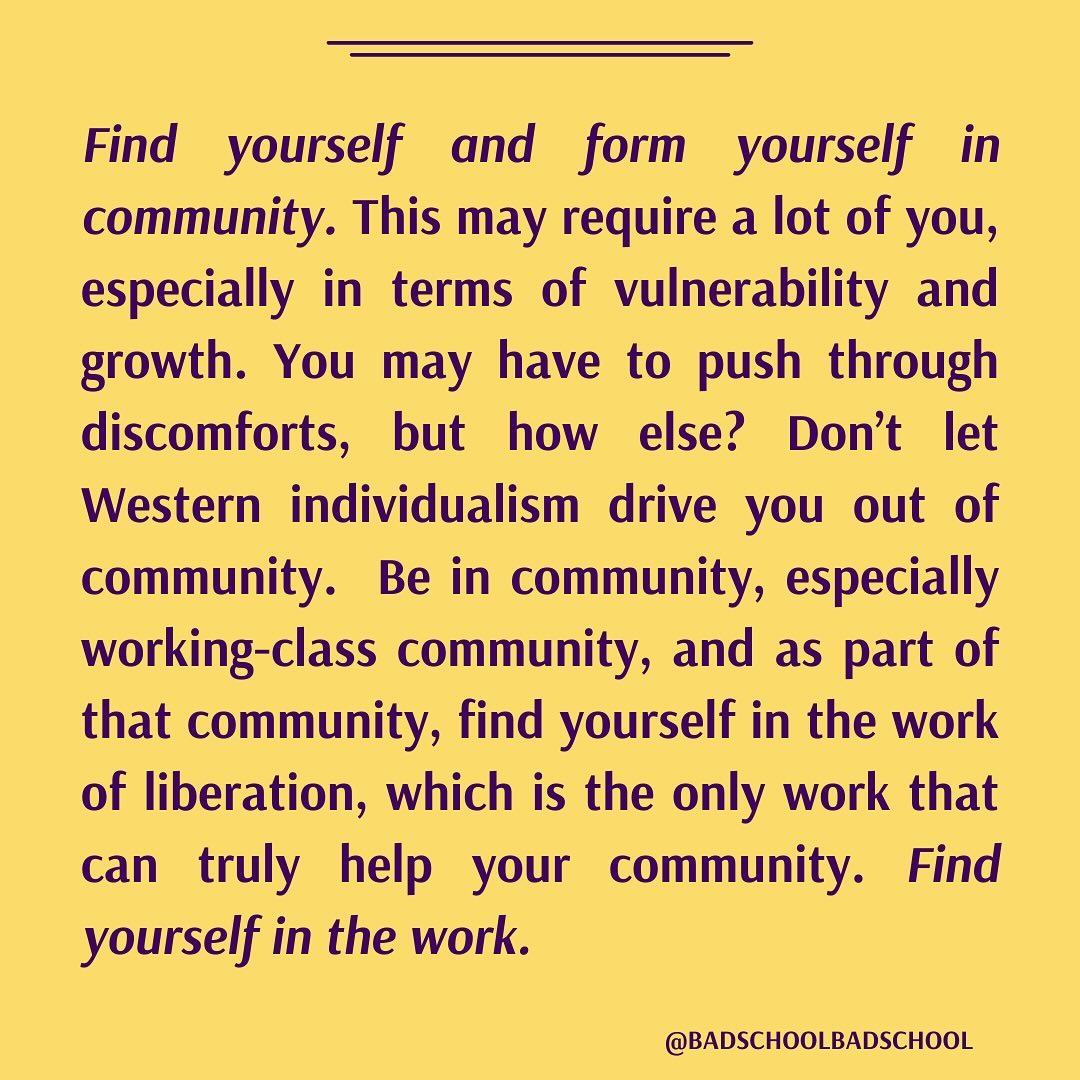 Find yourself and form yourself in
community. This may require a lot of you,
especially in terms of vulnerability and
growth. You may have to push through
discomforts, but how else? Don’t let
Western individualism drive you out of
community.  Be in community, especially
working-class community, and as part of
that community, find yourself in the work
of liberation, which is the only work that
can truly help your community. Find
yourself in the work.
@BADSCHOOLBADSCHOOL